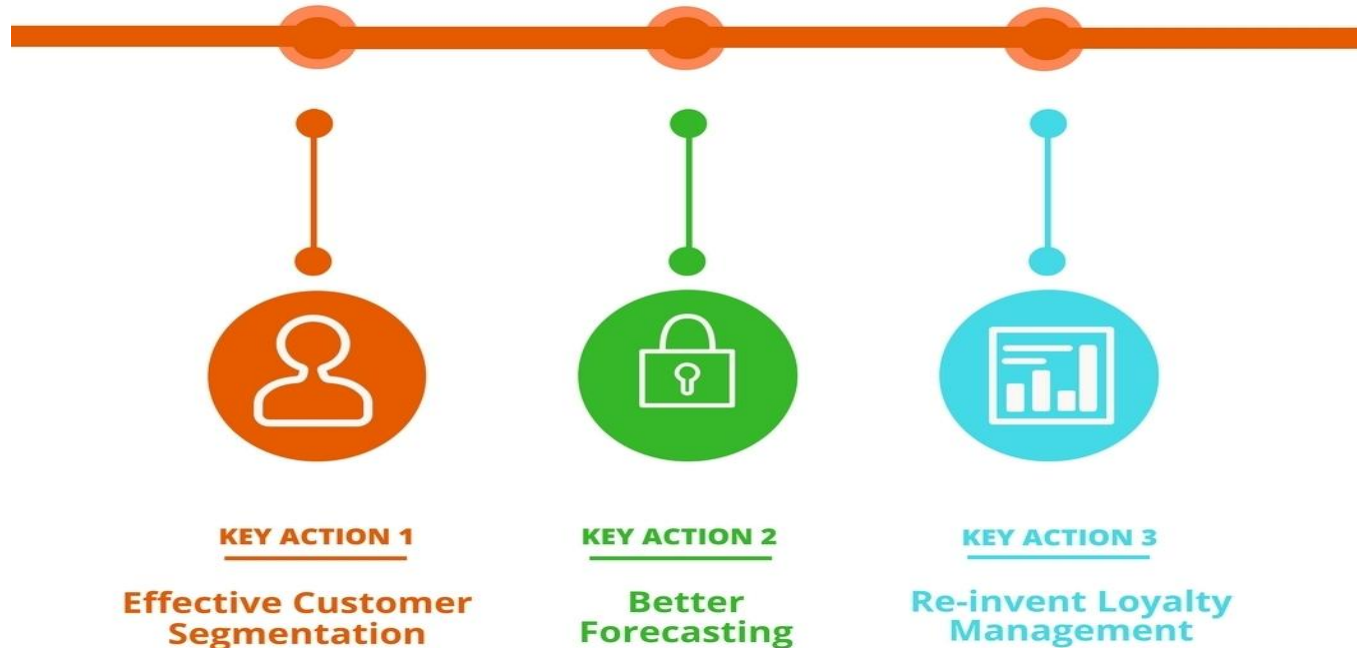 KEY ACTION 1
Effective Customer
Segmentation
KEY ACTION 2
Better
Forecasting
KEY ACTION 3
Re-invent Loyalty
Management